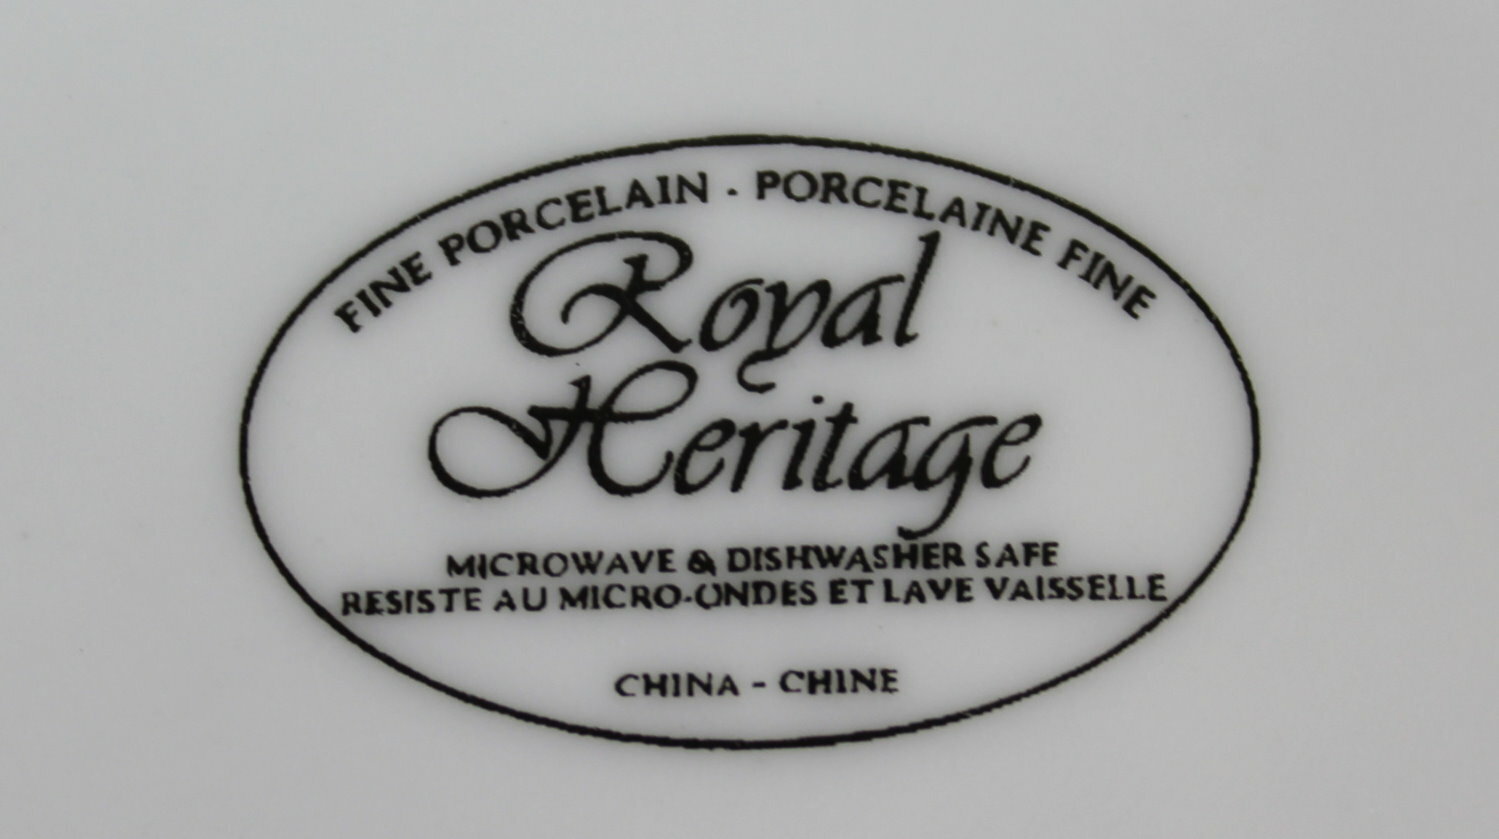 FINE PORCELAIN . PORCELAINE FINE
Royal
Heritage
MICROWAVE & DISHWASHER SAFE
RESISTE AU MICRO-ONDES ET LAVE VAISSELLE
CHINA - CHINE